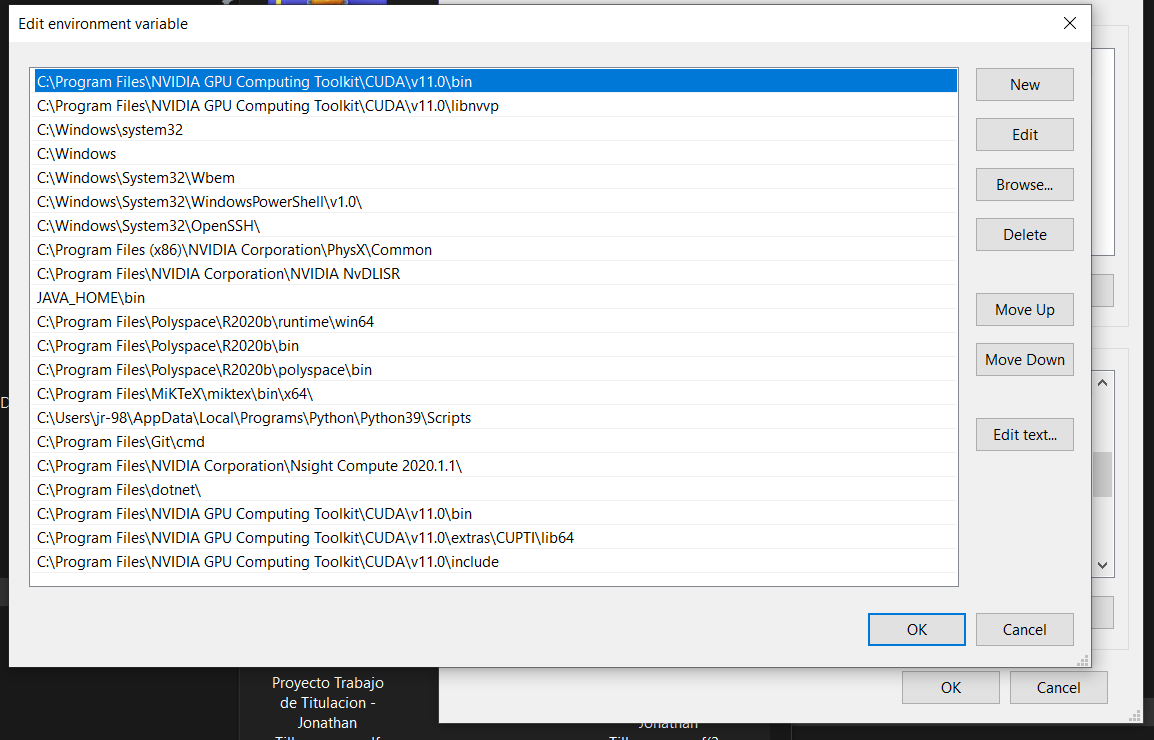 Edit environment variable
C:\Program Files\NVIDIA GPU Computing Toolkit\CUDA\v11.0\bin
New
C:\Program Files\NVIDIA GPU Computing Toolkit\CUDA\v11.0\libnvvp
C:\Windows\system32
Edit
C:\Windows
C:\Windows\System32\Wbem
Browse...
C:\Windows\System32\WindowsPowerShell\v1.0\
C:\Windows\System32\OpenSSH\
Delete
C:\Program Files (x86)\NVIDIA Corporation\PhysX\Common
C:\Program Files\NVIDIA Corporation\NVIDIA NvDLISR
JAVA_HOME\bin
Move Up
C:\Program Files\Polyspace\R2020b\runtime\win64
C:\Program Files\Polyspace\R2020b\bin
Move Down
C:\Program Files\Polyspace\R2020b\polyspace\bin
C:\Program Files\MiKTeX\miktex\bin\x64\
C:\Users\jr-98\AppData\Local\Programs\Python\Python39\Scripts
Edit text...
C:\Program Files\Git\cmd
C:\Program Files\NVIDIA Corporation\Nsight Compute 2020.1.1\
C:\Program Files\dotnet\
C:\Program Files\NVIDIA GPU Computing Toolkit\CUDA\v11.0\bin
C:\Program Files\NVIDIA GPU Computing Toolkit\CUDA\v11.0\extras\CUPTI\lib64
C:\Program Files\NVIDIA GPU Computing Toolkit\CUDA\v11.0\include
OK
Cancel
OK
Cancel
Proyecto Trabajo
de Titulacion -
Jonathan
Jonathan